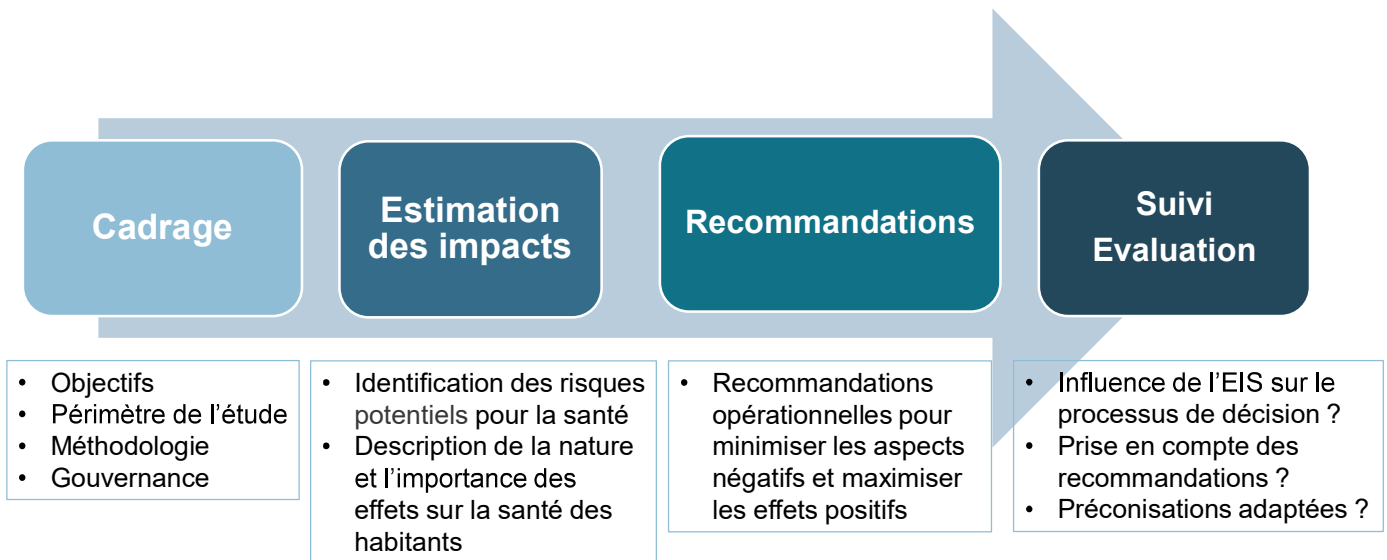 Cadrage
Estimation
des impacts
Recommandations
Suivi
Evaluation
• Objectifs
• Périmètre de l’étude
• Méthodologie
• Gouvernance
• Identification des risques
potentiels pour la santé
• Description de la nature
et l’importance des
effets sur la santé des
habitants
• Recommandations
opérationnelles pour
minimiser les aspects
négatifs et maximiser
les effets positifs
• Influence de l’EIS sur le
processus de décision ?
• Prise en compte des
recommandations ?
• Préconisations adaptées ?